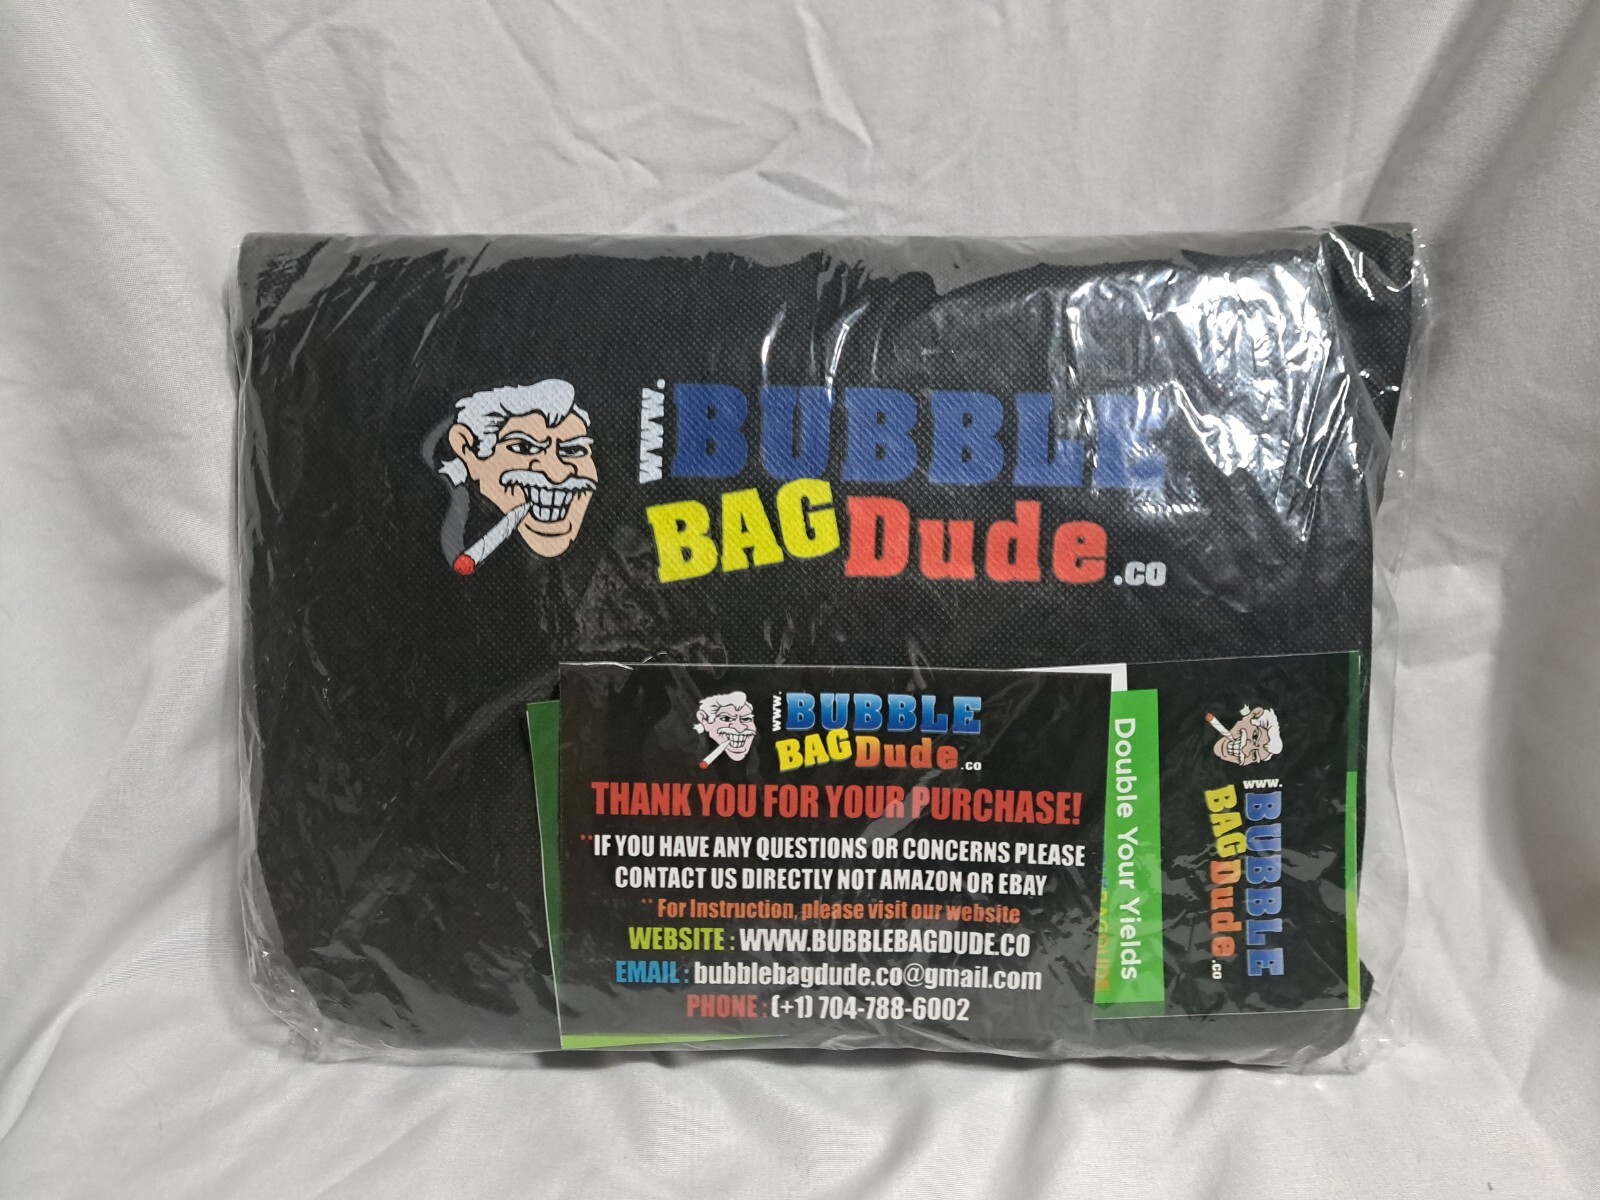 www.
BUBBLE
BAGDude.co
www.
BUBBLE
BAGDude.co
THANK YOU FOR YOUR PURCHASE!
**IF YOU HAVE ANY QUESTIONS OR CONCERNS PLEASE
CONTACT US DIRECTLY NOT AMAZON OR EBAY
** For Instruction, please visit our website
WEBSITE : WWW.BUBBLEBAGDUDE.CO
EMAIL : bubblebagdude.co@gmail.com
PHONE : (+1) 704-788-6002
Double Your Yields
www.
BUBBLE
BAGDude.co